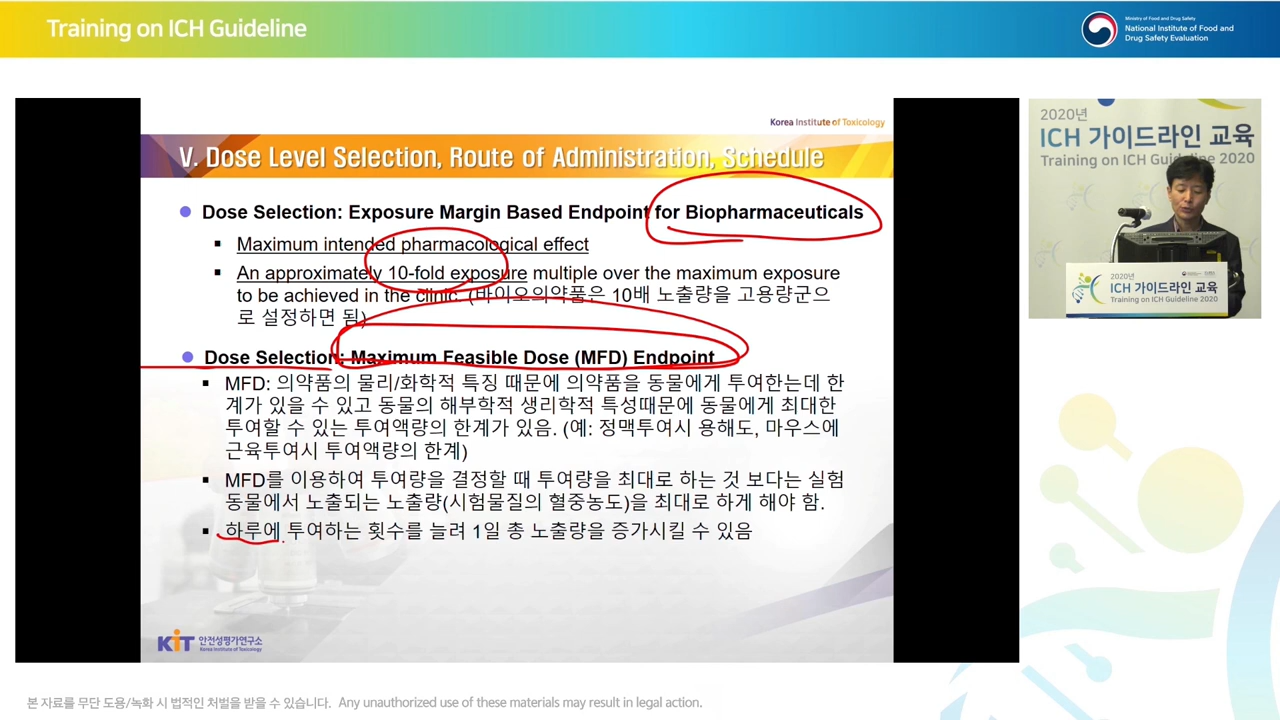 Training on ICH Guideline
Ministry of Food and Drug Safety
National Institute of Food and
Drug Safety Evaluation
Korea Institute of Toxicology
V. Dose Level Selection, Route of Administration, Schedule
Dose Selection: Exposure Margin Based Endpoint for Biopharmaceuticals
Maximum intended pharmacological effect
An approximately 10-fold exposure multiple over the maximum exposure
to be achieved in the clinic. (바이오의약품은 10배 노출량을 고용량군으
로 설정하면 됨)
Dose Selection: Maximum Feasible Dose (MFD) Endpoint
MFD: 의약품의 물리/화학적 특징 때문에 의약품을 동물에게 투여한는데 한
계가 있을 수 있고 동물의 해부학적 생리학적 특성때문에 동물에게 최대한
투여할 수 있는 투여액량의 한계가 있음. (예: 정맥투여시 용해도, 마우스에
근육투여시 투여액량의 한계)
MFD를 이용하여 투여량을 결정할 때 투여량을 최대로 하는 것 보다는 실험
동물에서 노출되는 노출량(시험물질의 혈중농도)을 최대로 하게 해야 함.
하루에 투여하는 횟수를 늘려 1일 총 노출량을 증가시킬 수 있음
KIT 안전성평가연구소
Korea Institute of Toxicology
2020년
ICH 가이드라인 교육
Training on ICH Guideline 2020
2020년
ICH 가이드라인 교육
Training on ICH Guideline 2020
본 자료를 무단 도용/녹화 시 법적인 처벌을 받을 수 있습니다. Any unauthorized use of these materials may result in legal action.